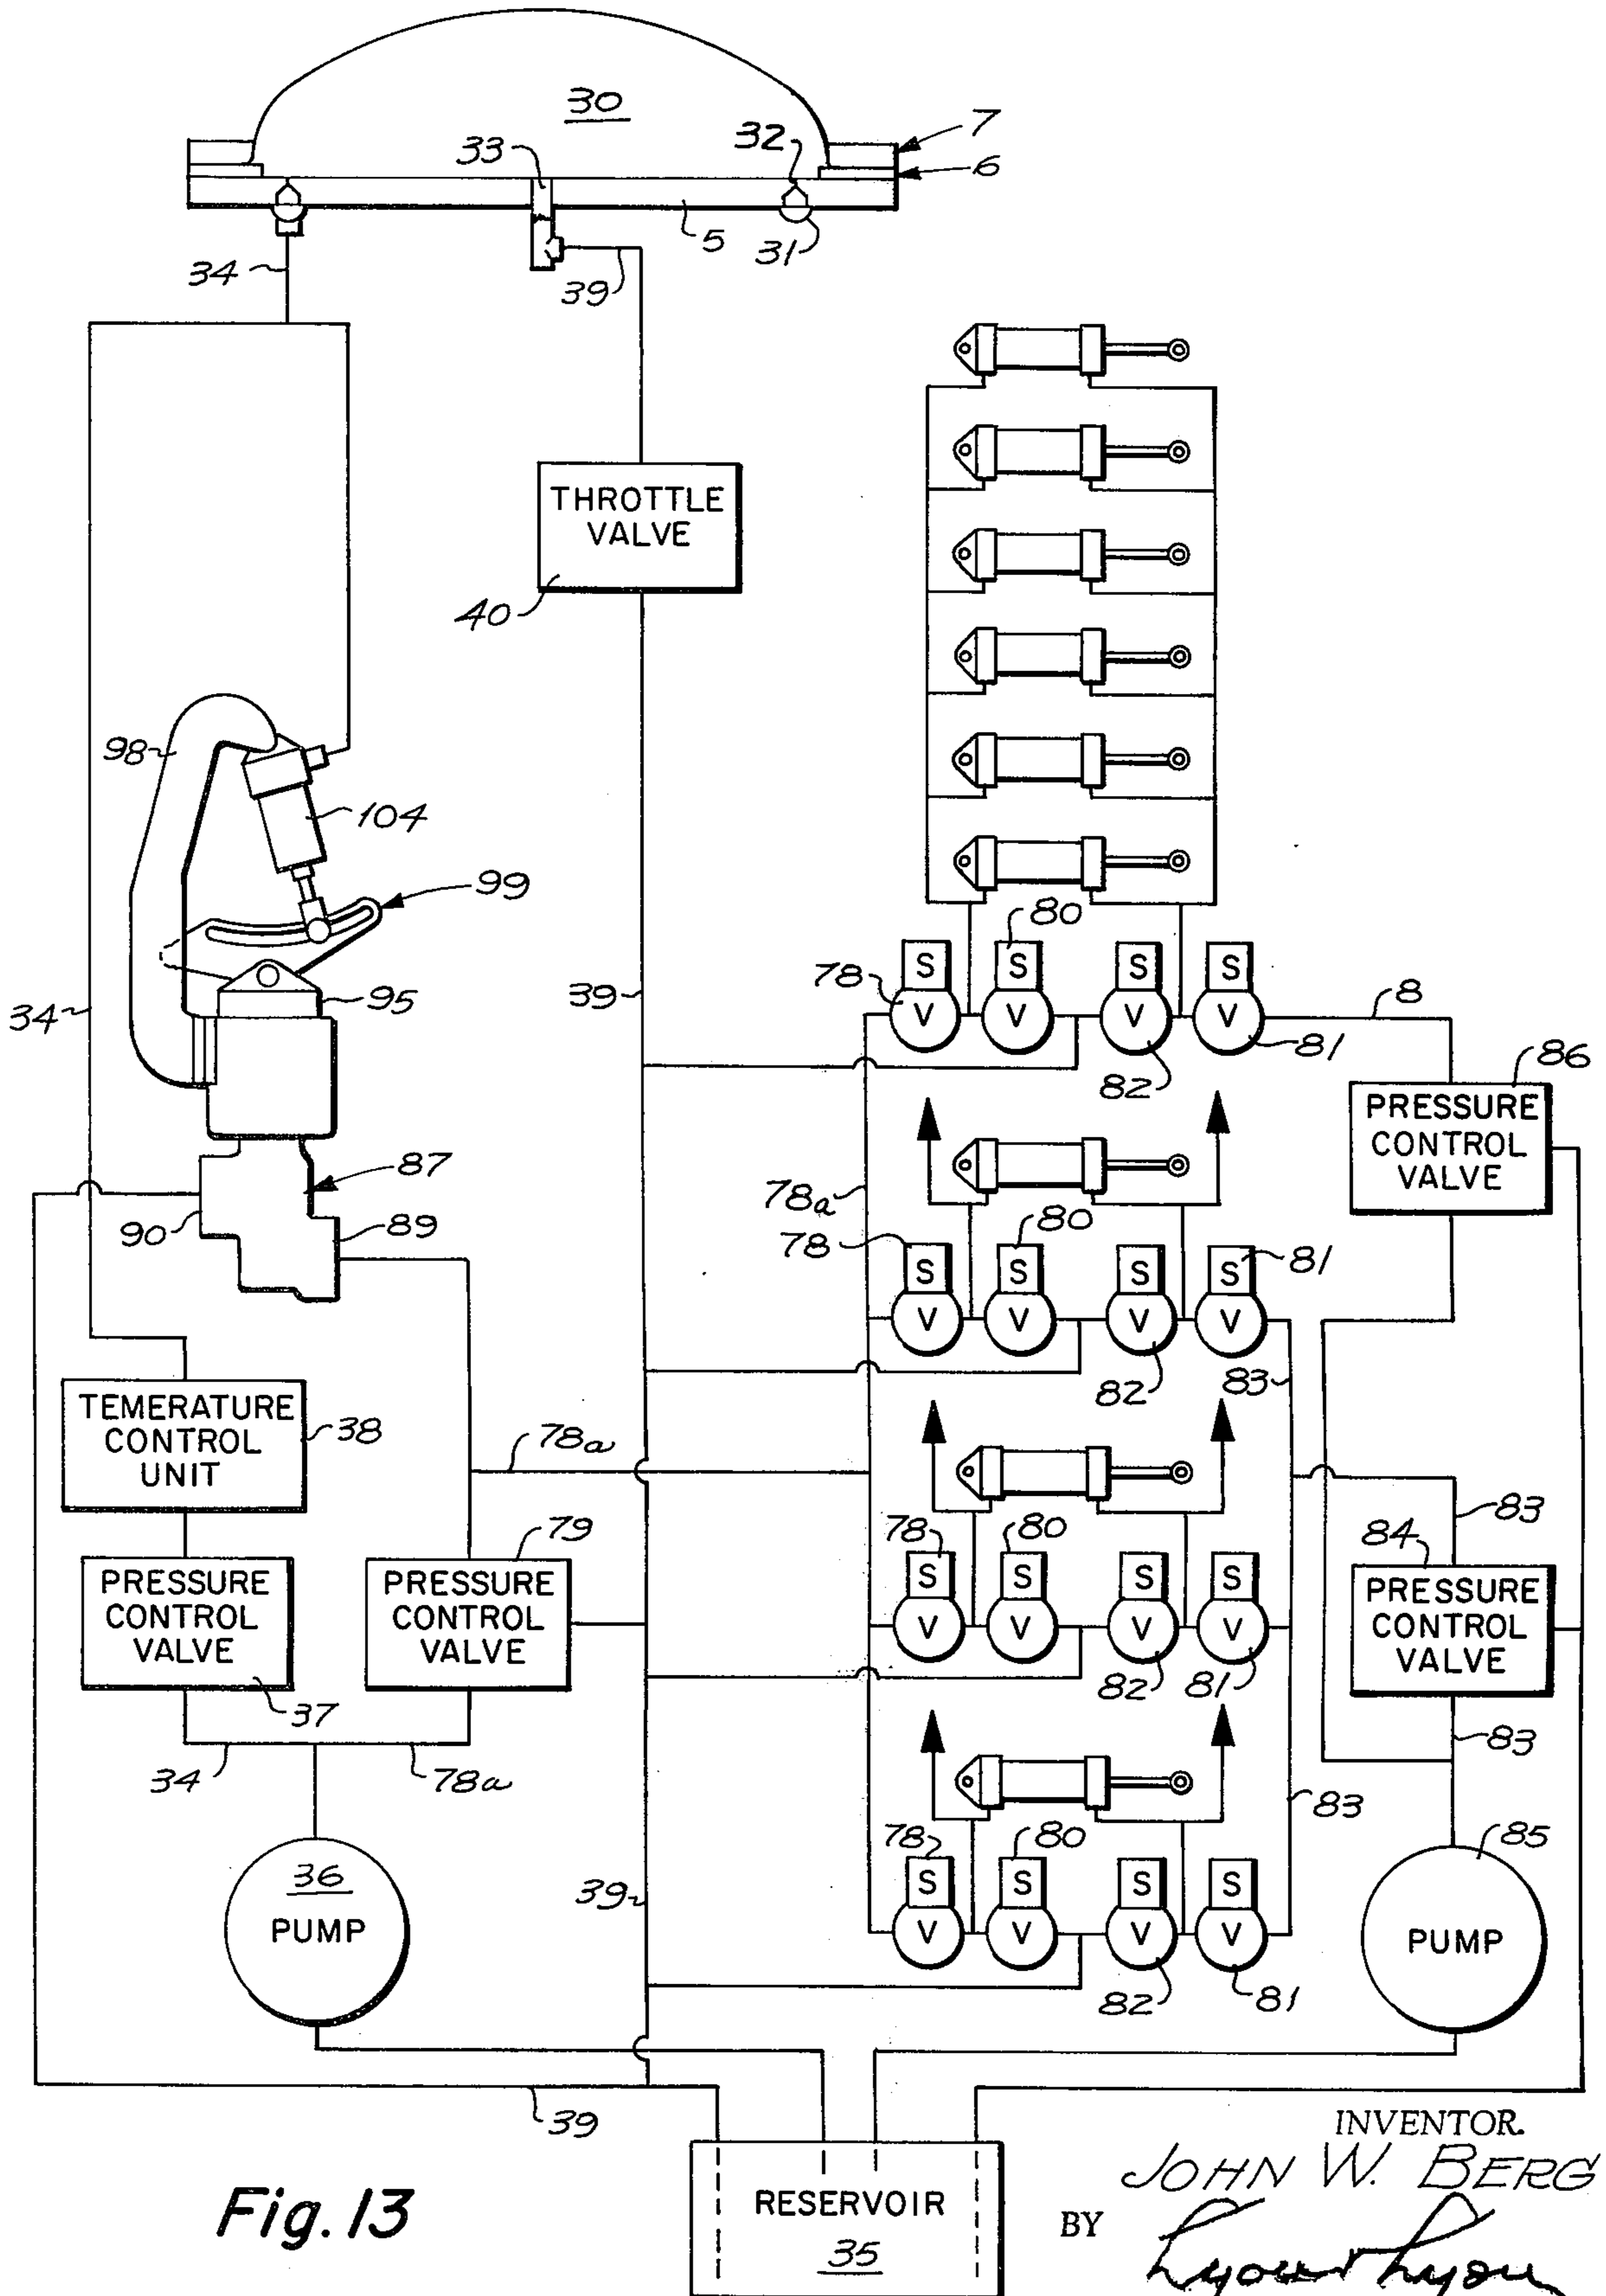 30
7
33
32
6
5
31
34
39
THROTTLE
VALVE
40
98
104
99
80
S S S S
78
V V V V
95
39
34
8
81
82
86
PRESSURE
CONTROL
VALVE
87
78a
90
89
78
80
S S S S
81
V V V V
82
83
TEMERATURE
CONTROL
UNIT
38
78a
83
79
78
80
84
S S S S
PRESSURE
CONTROL
VALVE
PRESSURE
CONTROL
VALVE
PRESSURE
CONTROL
VALVE
V V V V
82
81
37
83
34
78a
83
78
80
85
36
PUMP
S S S S
39
V V V V
PUMP
82
81
39
INVENTOR.
JOHN W. BERG
RESERVOIR
35
Fig. 13
BY
Lyon & Lyon